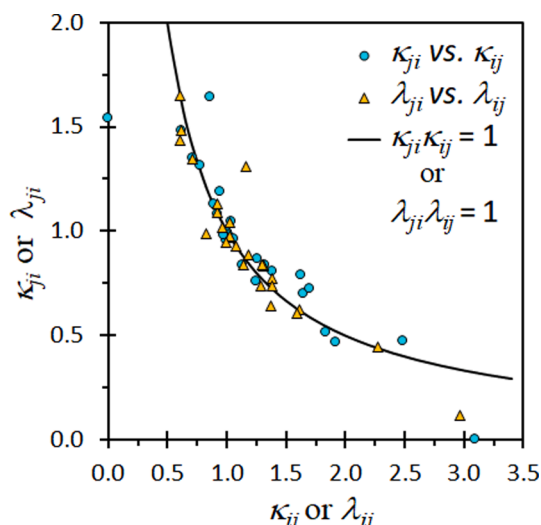 2.0
1.5
1.0
0.5
0.0
0.0 0.5 1.0 1.5 2.0 2.5 3.0 3.5
κji or λji
κij or λij
κji vs. κij
λji vs. λij
κjiκij = 1
or
λjiλij = 1